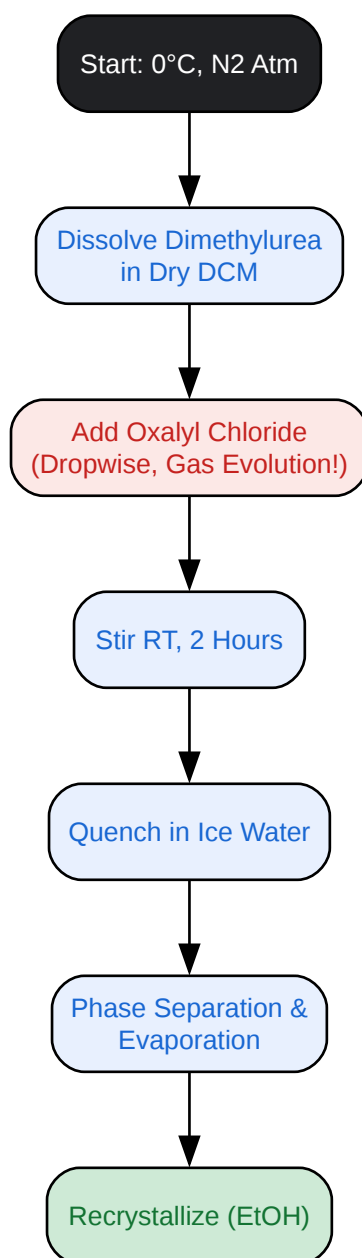 Start: 0°C, N2 Atm
Dissolve Dimethylurea
in Dry DCM
Add Oxalyl Chloride
(Dropwise, Gas Evolution!)
Stir RT, 2 Hours
Quench in Ice Water
Phase Separation &
Evaporation
Recrystallize (EtOH)